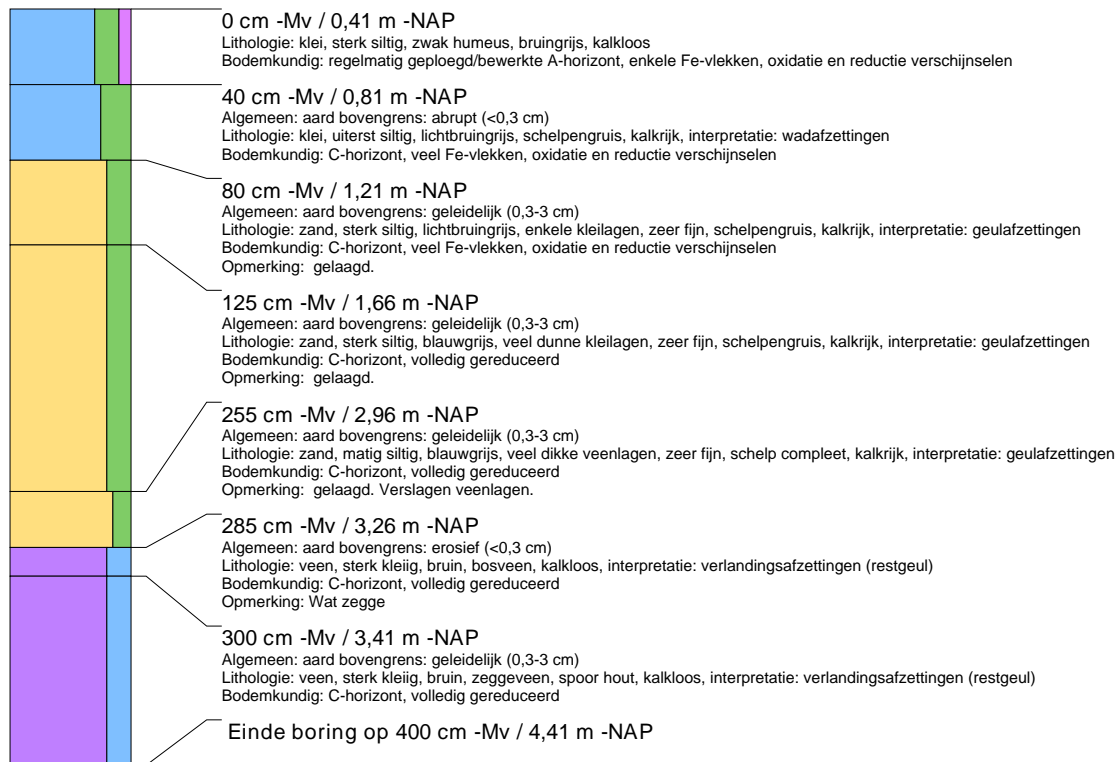 0 cm -Mv / 0,41 m -NAP
Lithologie: klei, sterk siltig, zwak humeus, bruingrijs, kalkloos
Bodemkundig: regelmatig geploegd/bewerkte A-horizont, enkele Fe-vlekken, oxidatie en reductie verschijnselen
40 cm -Mv / 0,81 m -NAP
Algemeen: aard bovengrens: abrupt (<0,3 cm)
Lithologie: klei, uiterst siltig, lichtbruingrijs, schelpengruis, kalkrijk, interpretatie: wadafzettingen
Bodemkundig: C-horizont, veel Fe-vlekken, oxidatie en reductie verschijnselen
80 cm -Mv / 1,21 m -NAP
Algemeen: aard bovengrens: geleidelijk (0,3-3 cm)
Lithologie: zand, sterk siltig, lichtbruingrijs, enkele kleilagen, zeer fijn, schelpengruis, kalkrijk, interpretatie: geulafzettingen
Bodemkundig: C-horizont, veel Fe-vlekken, oxidatie en reductie verschijnselen
Opmerking: gelaagd.
125 cm -Mv / 1,66 m -NAP
Algemeen: aard bovengrens: geleidelijk (0,3-3 cm)
Lithologie: zand, sterk siltig, blauwgrijs, veel dunne kleilagen, zeer fijn, schelpengruis, kalkrijk, interpretatie: geulafzettingen
Bodemkundig: C-horizont, volledig gereduceerd
Opmerking: gelaagd.
255 cm -Mv / 2,96 m -NAP
Algemeen: aard bovengrens: geleidelijk (0,3-3 cm)
Lithologie: zand, matig siltig, blauwgrijs, veel dikke veenlagen, zeer fijn, schelp compleet, kalkrijk, interpretatie: geulafzettingen
Bodemkundig: C-horizont, volledig gereduceerd
Opmerking: gelaagd. Verslagen veenlagen.
285 cm -Mv / 3,26 m -NAP
Algemeen: aard bovengrens: erosief (<0,3 cm)
Lithologie: veen, sterk kleiig, bruin, bosveen, kalkloos, interpretatie: verlandingsafzettingen (restgeul)
Bodemkundig: C-horizont, volledig gereduceerd
Opmerking: Wat zegge
300 cm -Mv / 3,41 m -NAP
Algemeen: aard bovengrens: geleidelijk (0,3-3 cm)
Lithologie: veen, sterk kleiig, bruin, zeggeveen, spoor hout, kalkloos, interpretatie: verlandingsafzettingen (restgeul)
Bodemkundig: C-horizont, volledig gereduceerd
Einde boring op 400 cm -Mv / 4,41 m -NAP